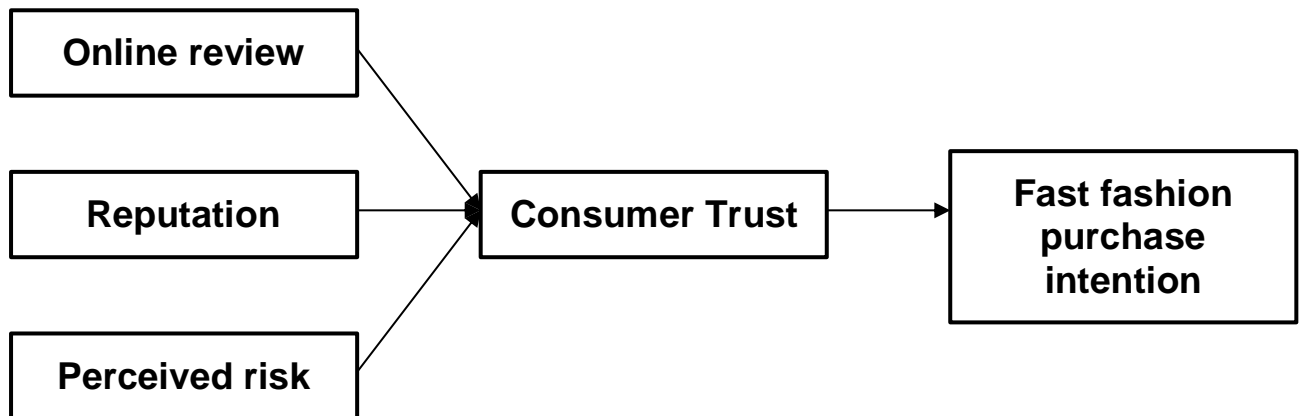 Online review
Reputation
Perceived risk
Consumer Trust
Fast fashion
purchase
intention